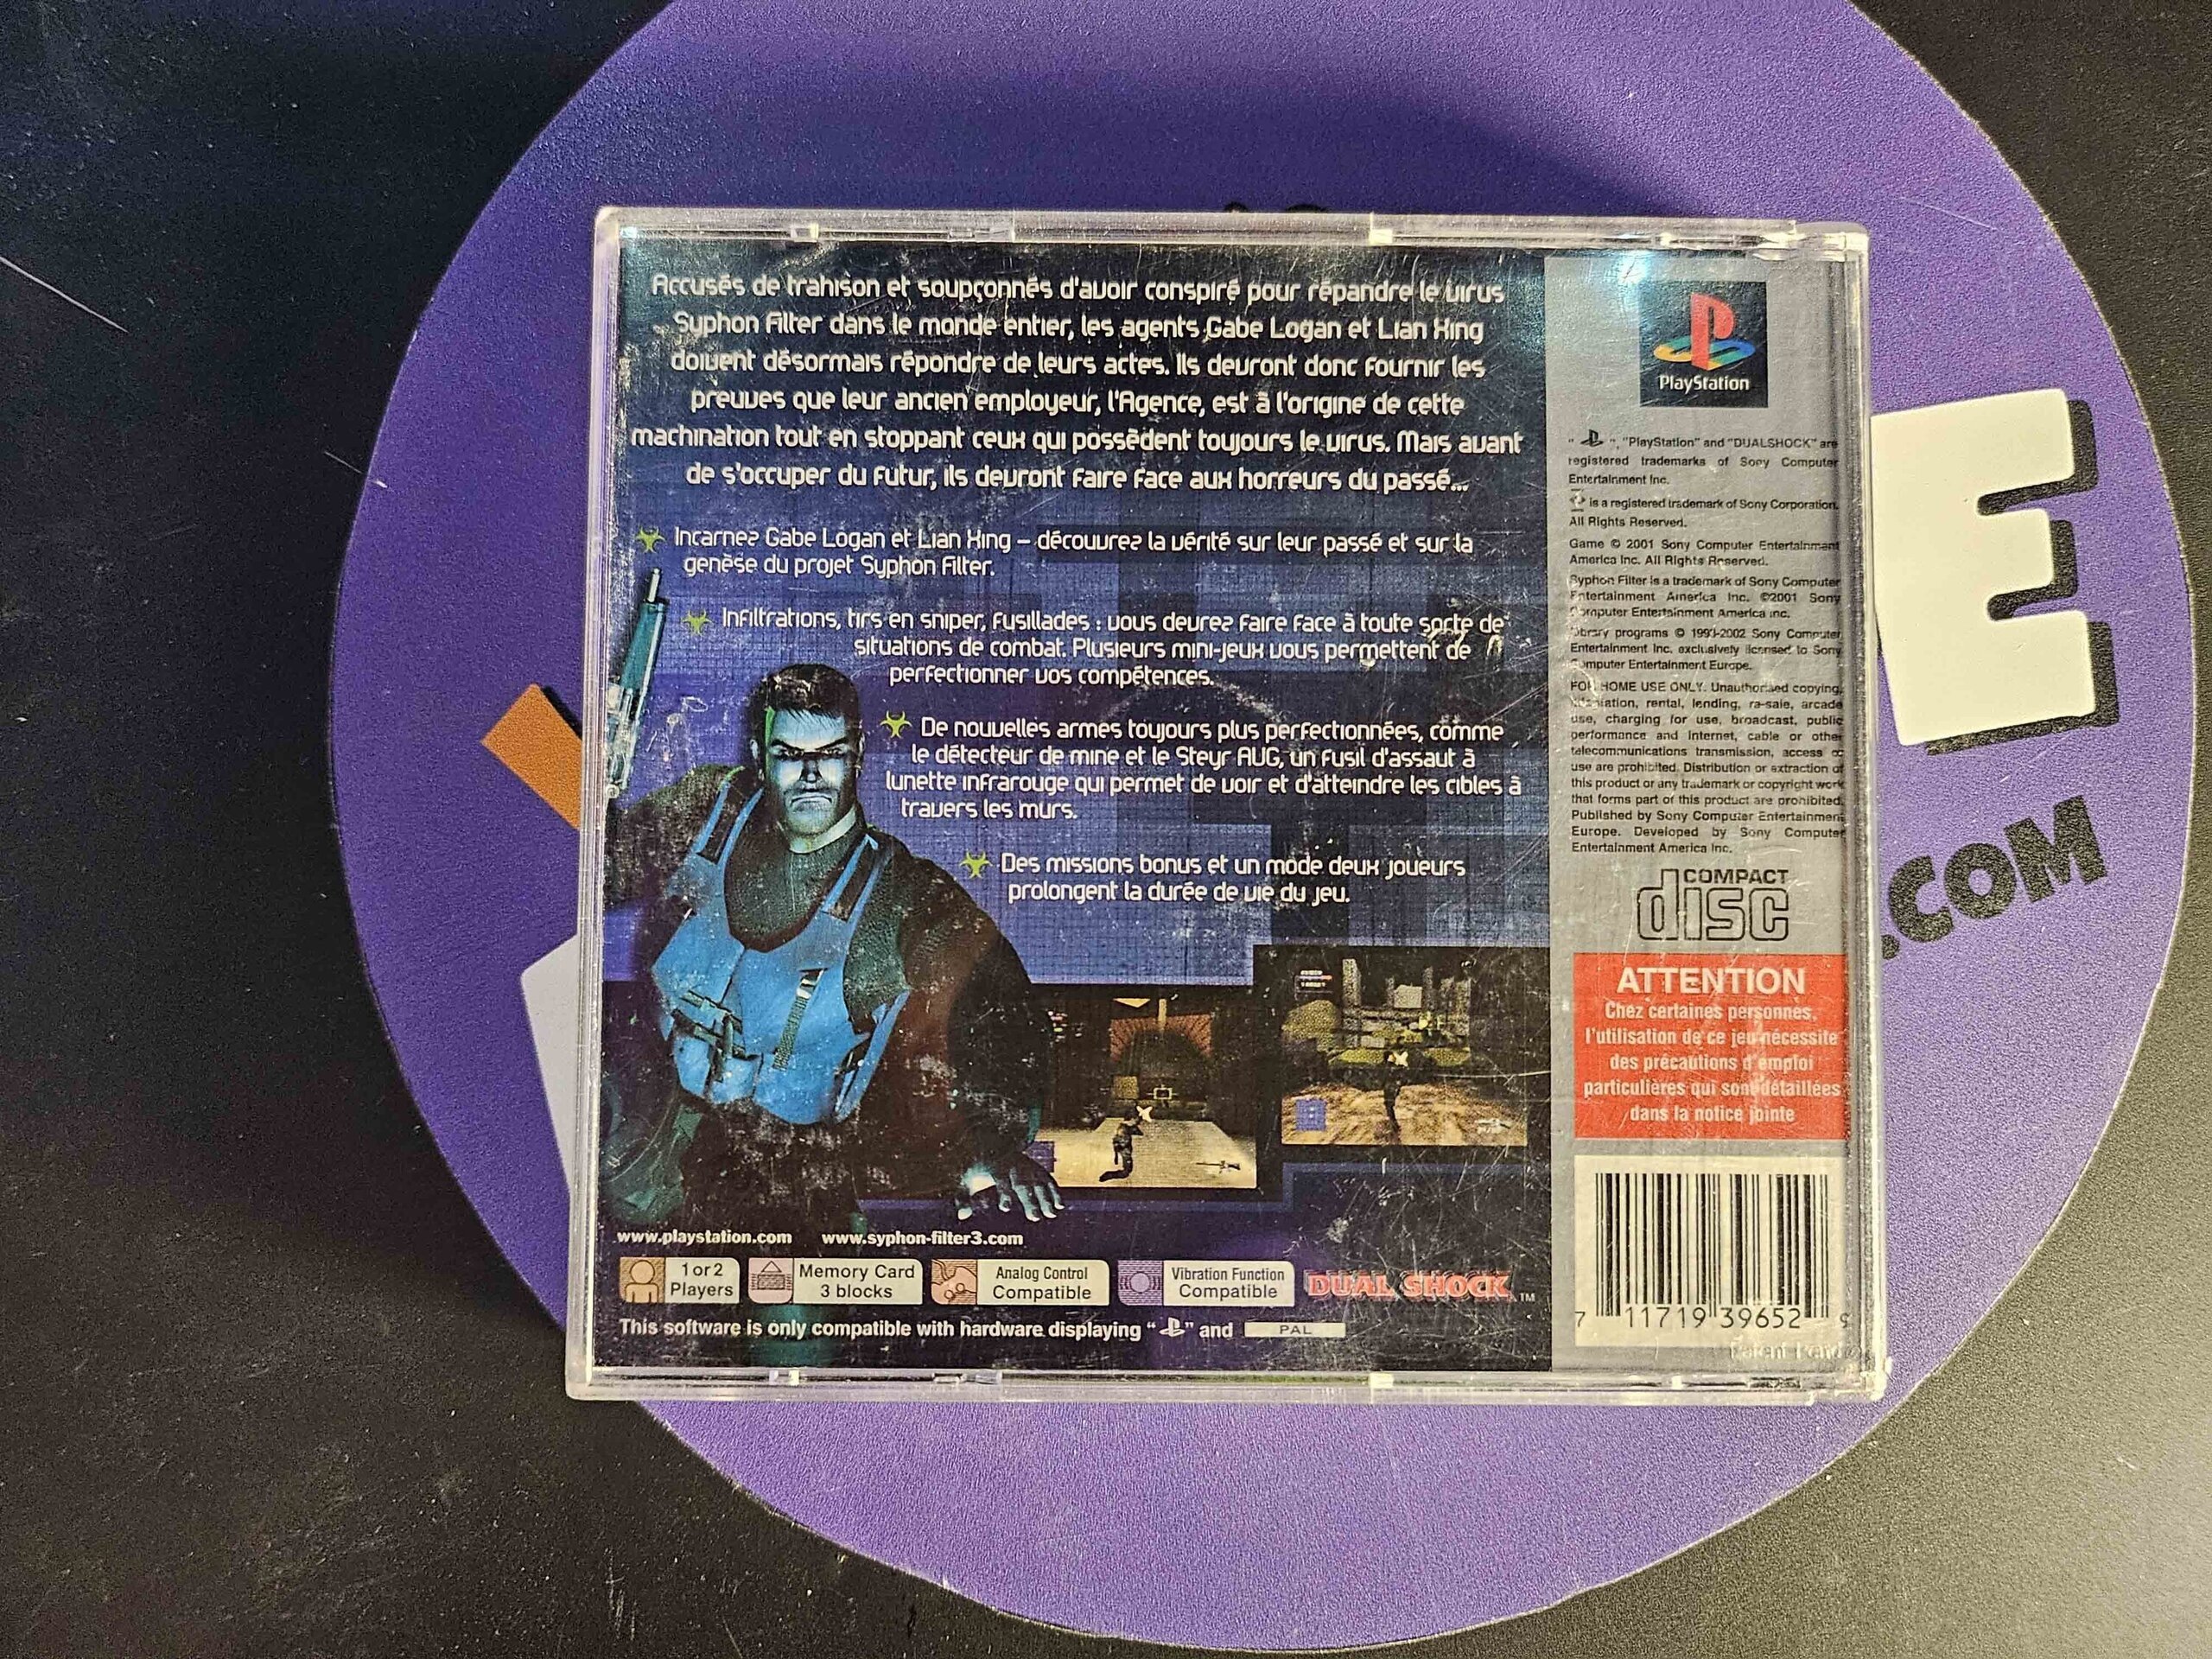 Accusés de trahison et soupçonnés d'avoir conspiré pour répandre le virus
Syphon Filter dans le monde entier, les agents Gabe Logan et Lian Xing
doivent désormais répondre de leurs actes. Ils devront donc fournir les
preuves que leur ancien employeur, l'Agence, est à l'origine de cette
machination tout en stoppant ceux qui possèdent toujours le virus. Mais avant
de s'occuper du futur, ils devront faire face aux horreurs du passé...
Incarnez Gabe Logan et Lian Xing – découvrez la vérité sur leur passé et sur la
genèse du projet Syphon Filter.
Infiltrations, tirs en sniper, fusillades : vous devrez faire face à toute sorte de
situations de combat. Plusieurs mini-jeux vous permettent de
perfectionner vos compétences.
De nouvelles armes toujours plus perfectionnées, comme
le détecteur de mine et le Steyr AUG, un fusil d'assaut à
lunette infrarouge qui permet de voir et d'atteindre les cibles à
travers les murs.
Des missions bonus et un mode deux joueurs
prolongent la durée de vie du jeu.
www.playstation.com www.syphon-filter3.com
1 or 2
Players
Memory Card
3 blocks
Analog Control
Compatible
Vibration Function
Compatible
DUAL SHOCK TM
This software is only compatible with hardware displaying " " and PAL
PlayStation
" ", "PlayStation" and "DUALSHOCK" are
registered trademarks of Sony Computer
Entertainment Inc.
is a registered trademark of Sony Corporation.
All Rights Reserved.
Game © 2001 Sony Computer Entertainment
America Inc. All Rights Reserved.
Syphon Filter is a trademark of Sony Computer
Entertainment America Inc. ©2001 Sony
Computer Entertainment America Inc.
Library programs © 1993-2002 Sony Computer
Entertainment Inc. exclusively licensed to Sony
Computer Entertainment Europe.
FOR HOME USE ONLY. Unauthorised copying,
adaptation, rental, lending, re-sale, arcade
use, charging for use, broadcast, public
performance and internet, cable or other
telecommunications transmission, access or
use are prohibited. Distribution or extraction of
this product or any trademark or copyright work
that forms part of this product are prohibited.
Published by Sony Computer Entertainment
Europe. Developed by Sony Computer
Entertainment America Inc.
COMPACT
disc
ATTENTION
Chez certaines personnes,
l'utilisation de ce jeu nécessite
des précautions d'emploi
particulières qui sont détaillées
dans la notice jointe
7 11719 39652 9
E
.COM